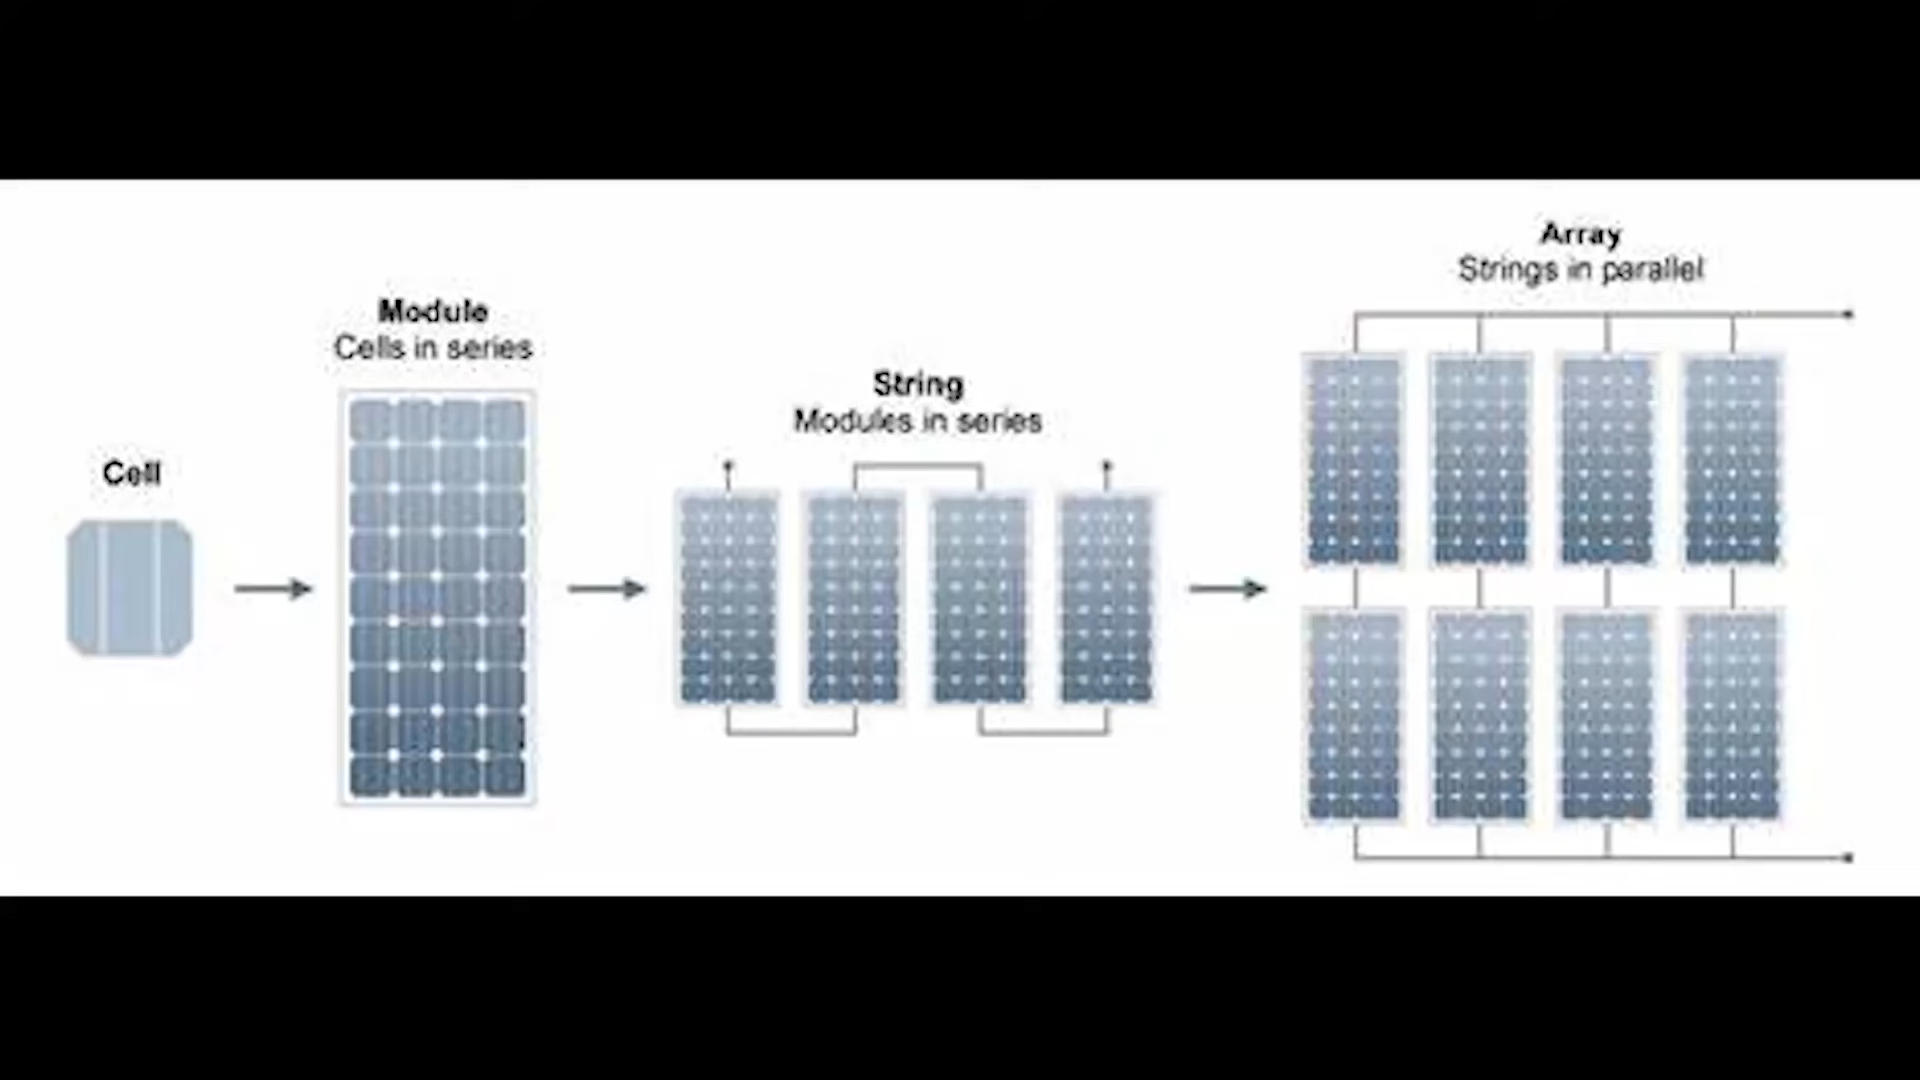 Cell
Module
Cells in series
String
Modules in series
Array
Strings in parallel